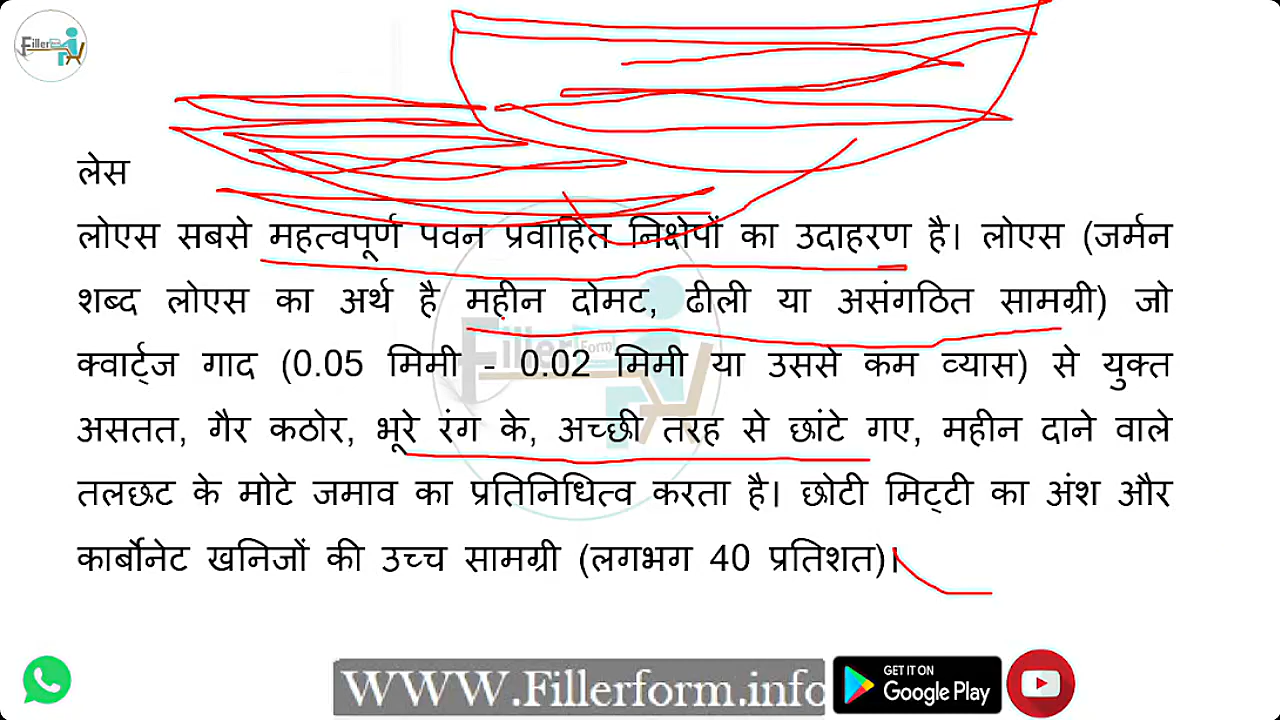 Filler
लेस
लोएस सबसे महत्वपूर्ण पवन प्रवाहित निक्षेपों का उदाहरण है। लोएस (जर्मन
शब्द लोएस का अर्थ है महीन दोमट, ढीली या असंगठित सामग्री) जो
क्वार्ट्ज गाद (0.05 मिमी - 0.02 मिमी या उससे कम व्यास) से युक्त
असतत, गैर कठोर, भूरे रंग के, अच्छी तरह से छांटे गए, महीन दाने वाले
तलछट के मोटे जमाव का प्रतिनिधित्व करता है। छोटी मिट्टी का अंश और
कार्बोनेट खनिजों की उच्च सामग्री (लगभग 40 प्रतिशत)।
Filler Form
WWW.Fillerform.info
GET IT ON
Google Play